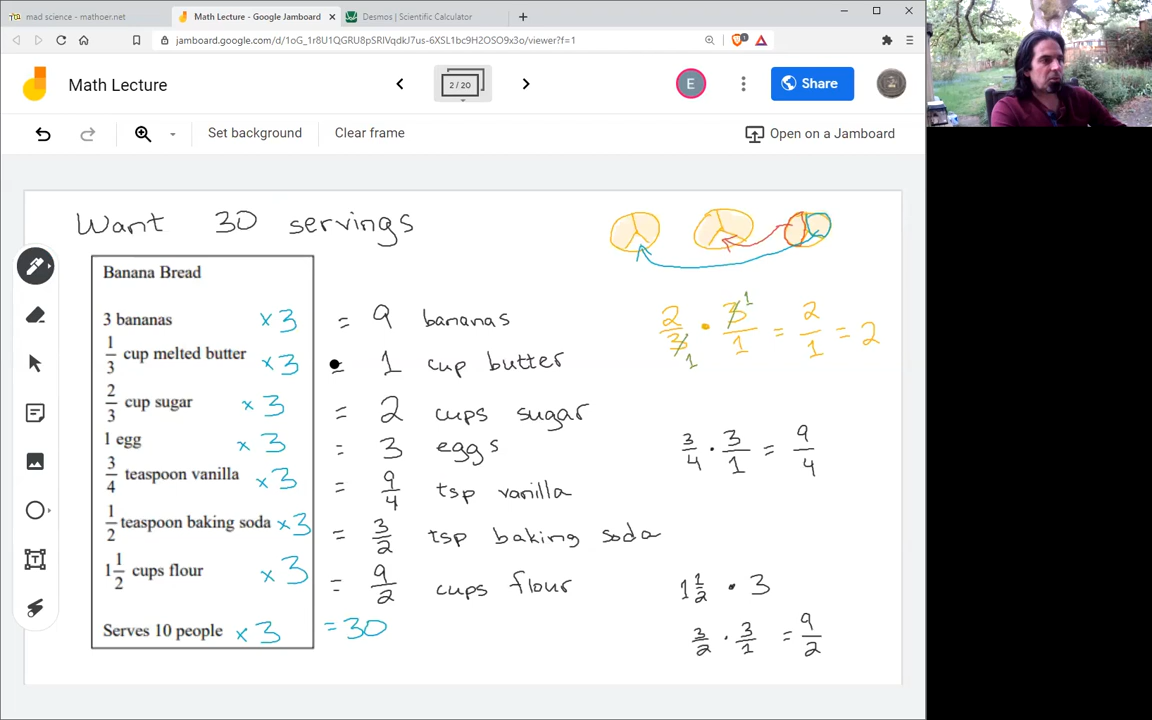 mad science - mathoer.net
Math Lecture - Google Jamboard
Desmos | Scientific Calculator
jamboard.google.com/d/1oG_1r8U1QGRU8pSRlVqdkJ7us-6XSL1bc9H2OSO9x3o/viewer?f=1
Math Lecture
2 / 20
E
Share
Set background
Clear frame
Open on a Jamboard
Want 30 servings
Banana Bread
3 bananas × 3 = 9 bananas
1/3 cup melted butter × 3 = 1 cup butter
2/3 cup sugar × 3 = 2 cups sugar
1 egg × 3 = 3 eggs
3/4 teaspoon vanilla × 3 = 9/4 tsp vanilla
1/2 teaspoon baking soda × 3 = 3/2 tsp baking soda
1 1/2 cups flour × 3 = 9/2 cups flour
Serves 10 people × 3 = 30
2/3 1 · 3 1/1 = 2/1 = 2
3/4 · 3/1 = 9/4
1 1/2 · 3
3/2 · 3/1 = 9/2